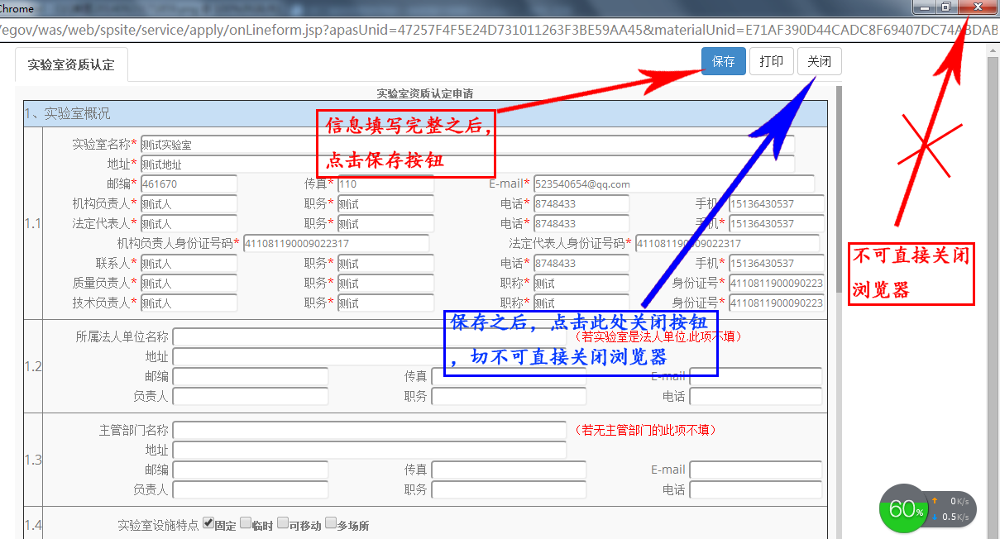 Chrome
/egov/was/web/spsite/service/apply/onLineform.jsp?apasUnid=47257F4F5E24D731011263F3BE59AA45&materialUnid=E71AF390D44CADC8F69407DC74A3DAB
实验室资质认定 保存 打印 关闭
实验室资质认定申请
1、实验室概况
信息填写完整之后，
点击保存按钮
1.1
实验室名称* 测试实验室
地址* 测试地址
邮编* 461670 传真* 110 E-mail* 523540654@qq.com
机构负责人* 测试人 职务* 测试 电话* 8748433 手机 15136430537
法定代表人* 测试人 职务* 测试 电话* 8748433 手机* 15136430537
机构负责人身份证号码* 411081190009022317 法定代表人身份证号码* 411081190009022317
联系人* 测试人 职务* 测试 电话* 8748433 手机* 15136430537
质量负责人* 测试人 职务* 测试 职称* 测试 身份证号* 4110811900090223
技术负责人* 测试人 职务* 测试 职称* 测试 身份证号* 4110811900090223
不可直接关闭
浏览器
保存之后，点击此处关闭按钮
，切不可直接关闭浏览器
1.2
所属法人单位名称 （若实验室是法人单位,此项不填）
地址
邮编 传真 E-mail
负责人 职务 电话
1.3
主管部门名称 （若无主管部门的此项不填）
地址
邮编 传真 E-mail
负责人 职务 电话
1.4 实验室设施特点 固定 临时 可移动 多场所
60% 0K/s
0.5K/s